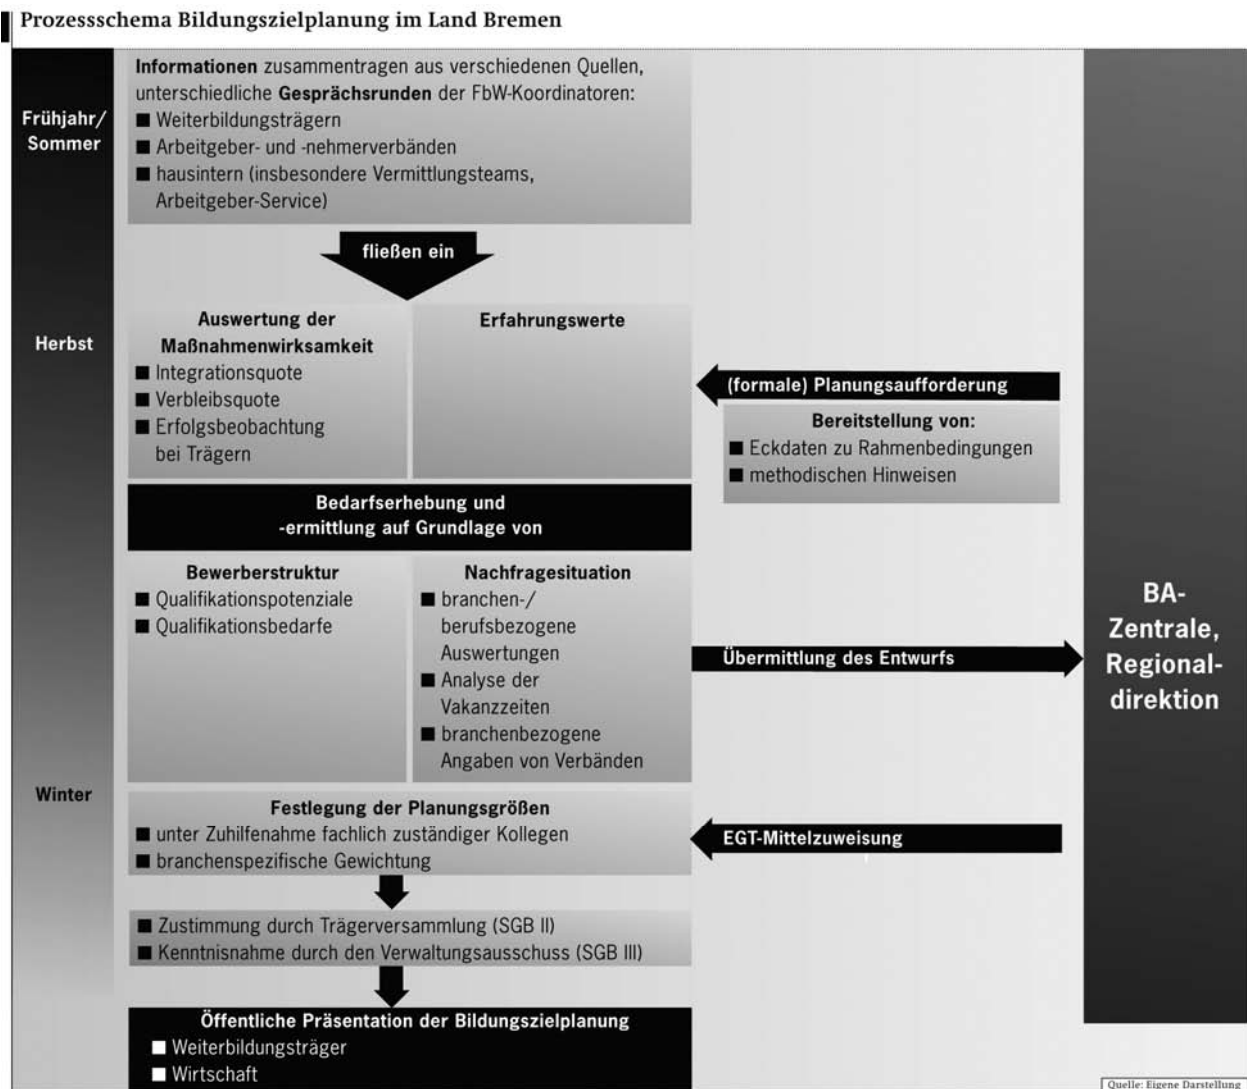 Prozessschema Bildungszielplanung im Land Bremen
Frühjahr/
Sommer
Informationen zusammentragen aus verschiedenen Quellen,
unterschiedliche Gesprächsrunden der FbW-Koordinatoren:
■ Weiterbildungsträgern
■ Arbeitgeber- und -nehmerverbänden
■ hausintern (insbesondere Vermittlungsteams,
Arbeitgeber-Service)
fließen ein
Herbst
Auswertung der
Maßnahmenwirksamkeit
■ Integrationsquote
■ Verbleibsquote
■ Erfolgsbeobachtung
bei Trägern
Erfahrungswerte
(formale) Planungsaufforderung
Bereitstellung von:
■ Eckdaten zu Rahmenbedingungen
■ methodischen Hinweisen
Bedarfserhebung und
-ermittlung auf Grundlage von
Bewerberstruktur
■ Qualifikationspotenziale
■ Qualifikationsbedarfe
Nachfragesituation
■ branchen-/
berufsbezogene
Auswertungen
■ Analyse der
Vakanzzeiten
■ branchenbezogene
Angaben von Verbänden
Übermittlung des Entwurfs
BA-
Zentrale,
Regional-
direktion
Winter
Festlegung der Planungsgrößen
■ unter Zuhilfenahme fachlich zuständiger Kollegen
■ branchenspezifische Gewichtung
EGT-Mittelzuweisung
■ Zustimmung durch Trägerversammlung (SGB II)
■ Kenntnisnahme durch den Verwaltungsausschuss (SGB III)
Öffentliche Präsentation der Bildungszielplanung
■ Weiterbildungsträger
■ Wirtschaft
Quelle: Eigene Darstellung